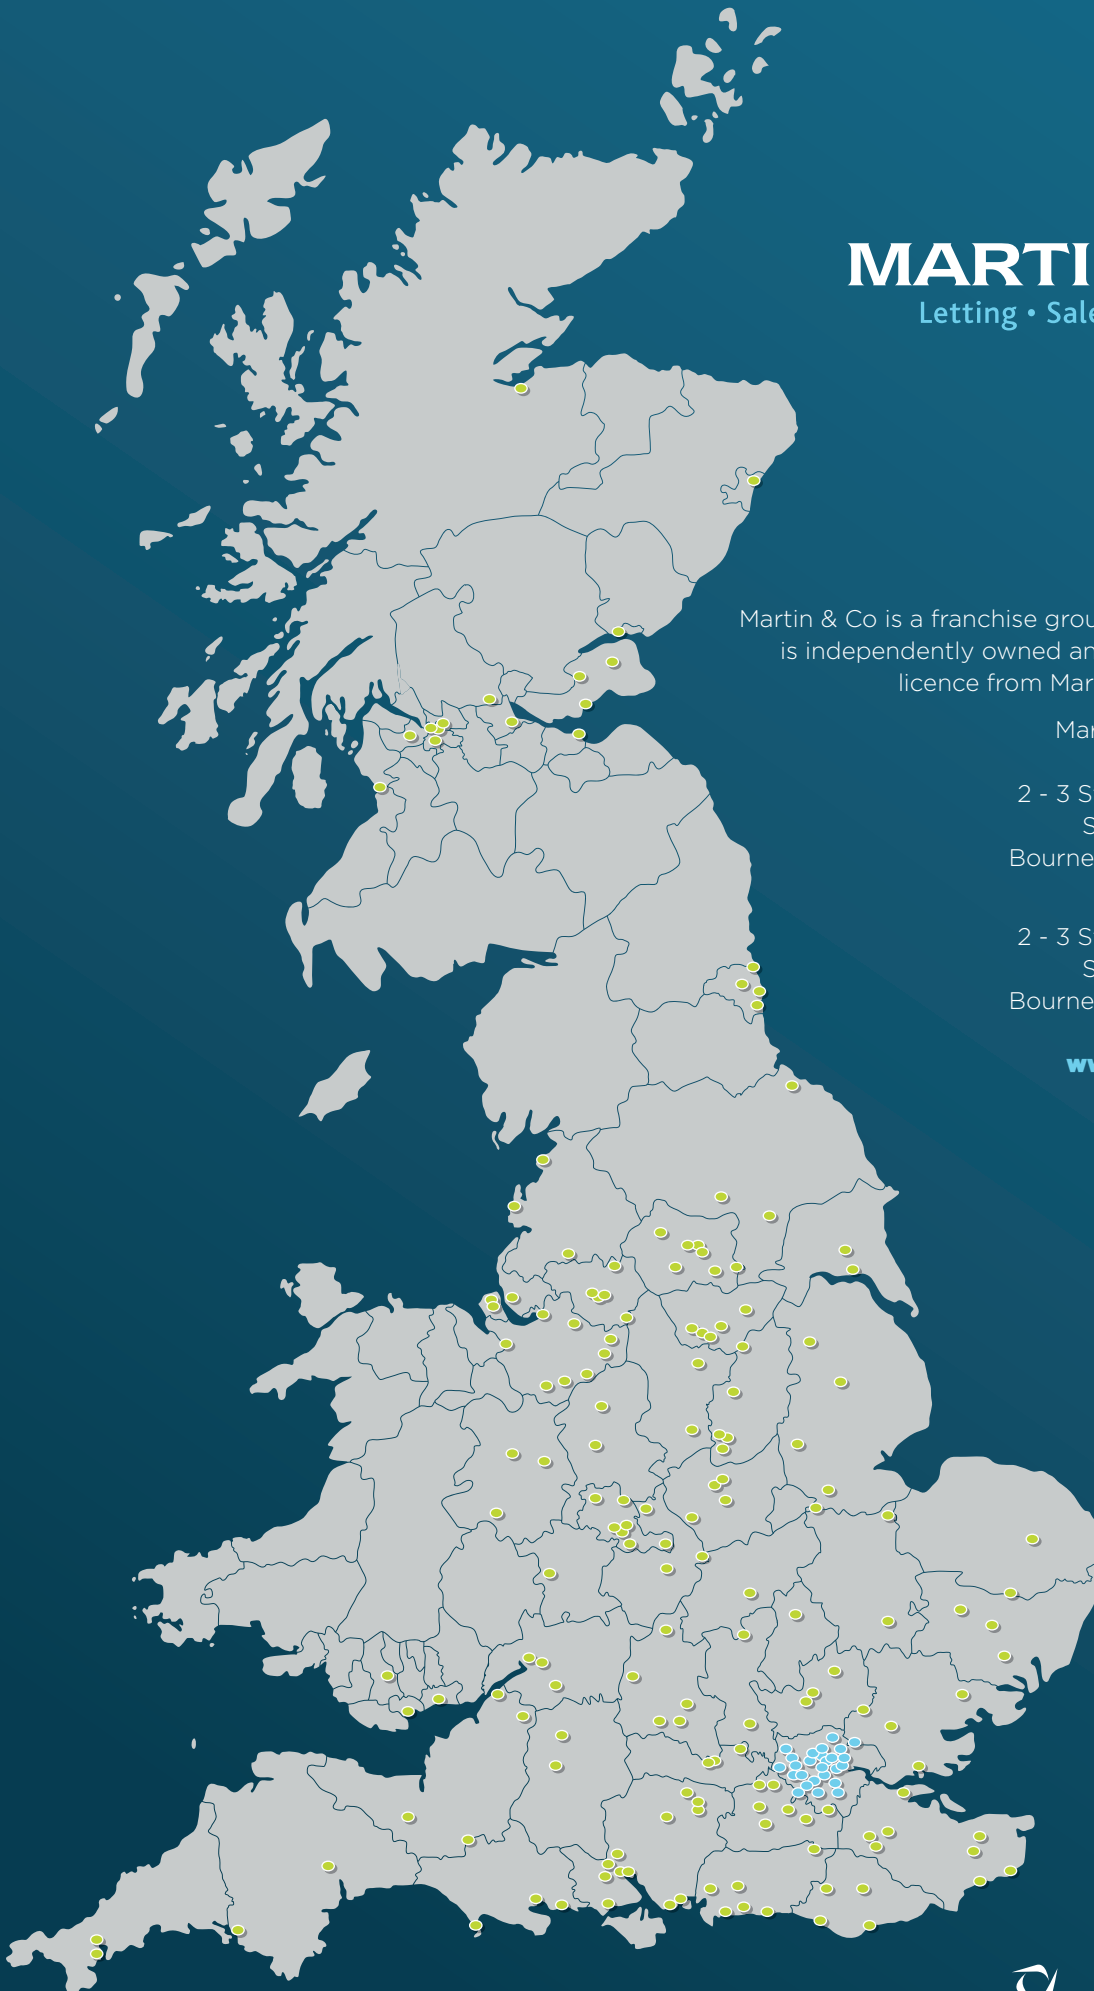 MARTI
Letting • Sale
Martin & Co is a franchise grou
is independently owned an
licence from Mar
Mar
2 - 3 S
S
Bourne
2 - 3 S
S
Bourne
ww